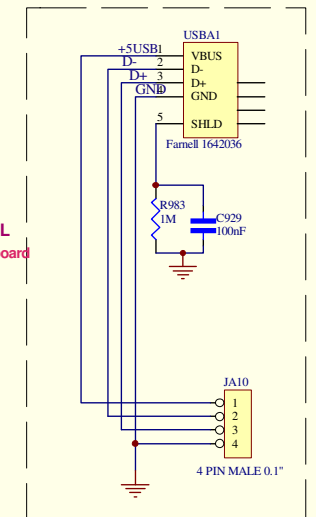 USBA1
+5USB 1 VBUS
D- 2 D-
D+ 3 D+
GND 4 GND
5 SHLD
Farnell 1642036
R983
1M
C929
100nF
L
oard
JA10
1
2
3
4
4 PIN MALE 0.1"